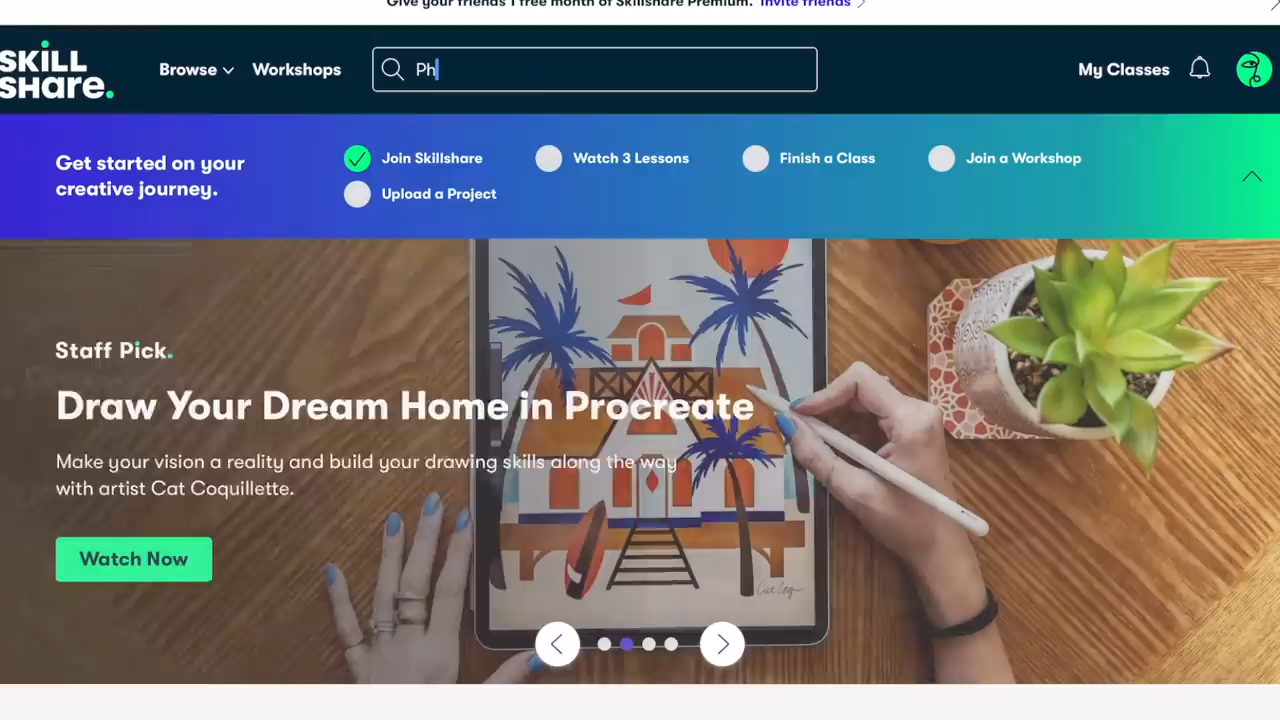 Give your friends 1 free month of Skillshare Premium. Invite friends
SKILL
SHare.
Browse
Workshops
Ph
My Classes
Get started on your
creative journey.
Join Skillshare
Watch 3 Lessons
Finish a Class
Join a Workshop
Upload a Project
Staff Pick.
Draw Your Dream Home in Procreate
Make your vision a reality and build your drawing skills along the way
with artist Cat Coquillette.
Watch Now
Cat Coq